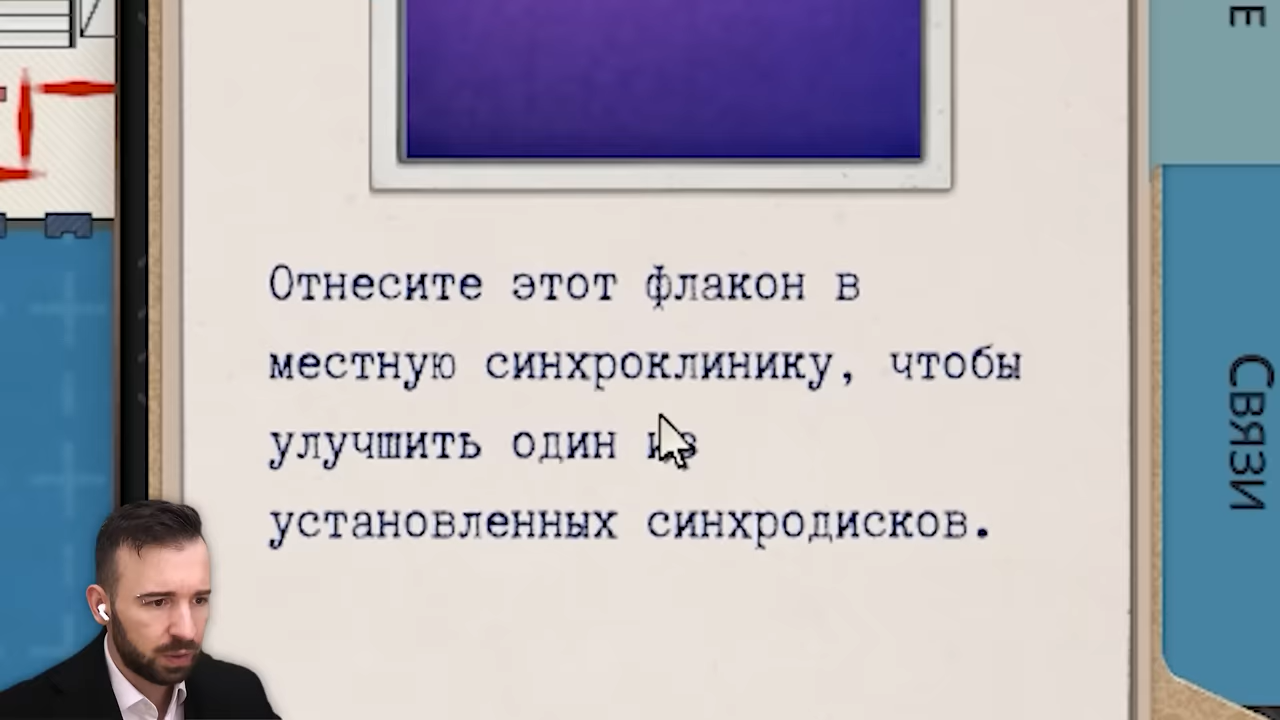 Отнесите этот флакон в
местную синхроклинику, чтобы
улучшить один из
установленных синхродисков.
Связи